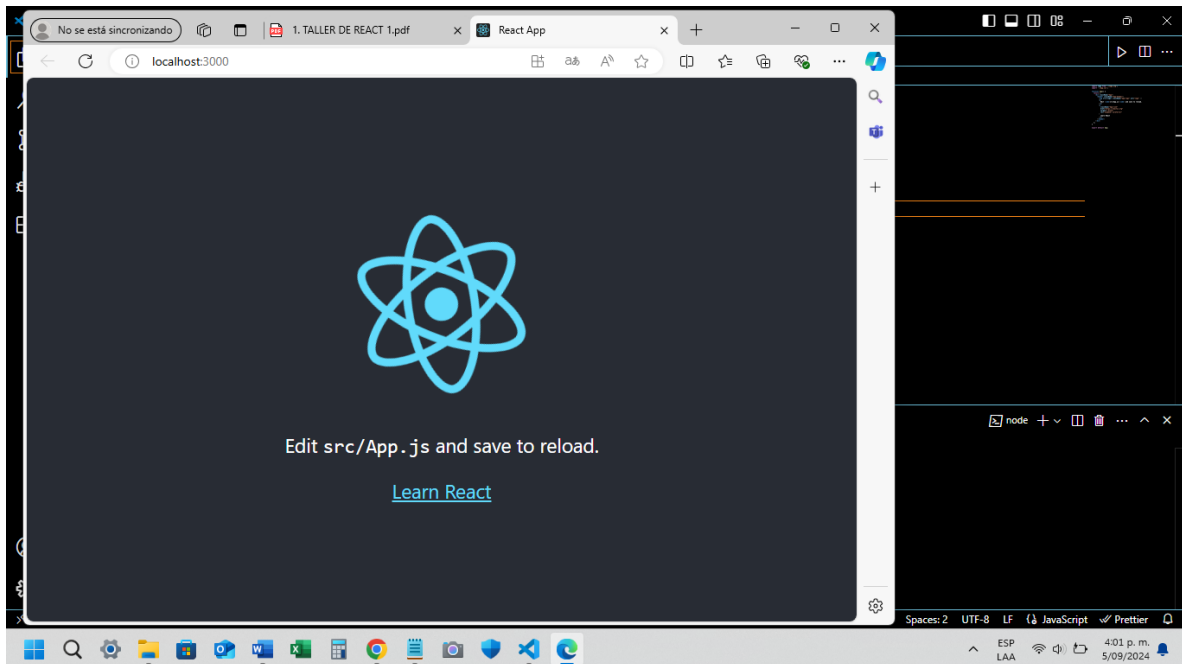 No se está sincronizando
1. TALLER DE REACT 1.pdf
React App
localhost:3000
Edit src/App.js and save to reload.
Learn React
node
Spaces: 2 UTF-8 LF JavaScript Prettier
ESP
LAA
4:01 p. m.
5/09/2024